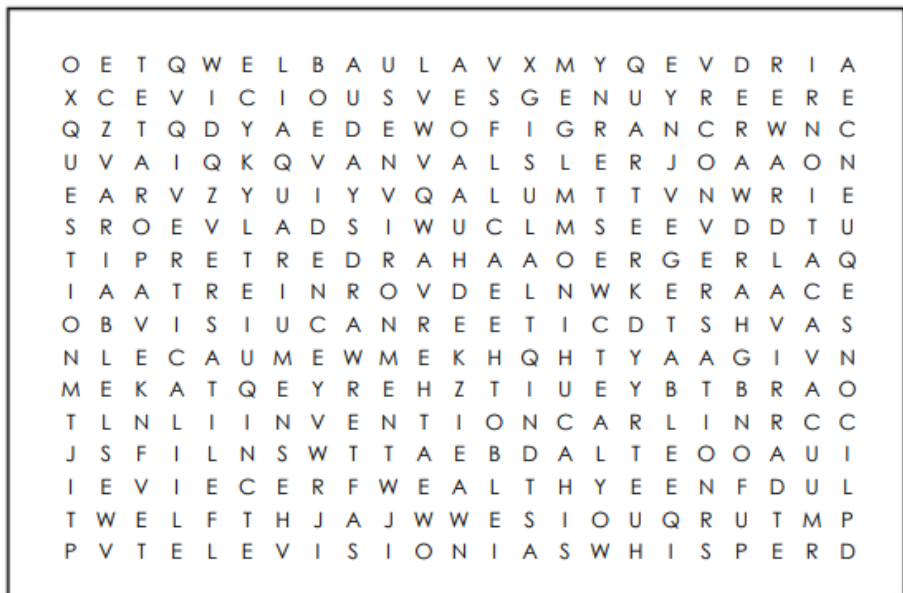 O E T Q W E L B A U L A V X M Y Q E V D R I A
X C E V I C I O U S V E S G E N U Y R E E R E
Q Z T Q D Y A E D E W O F I G R A N C R W N C
U V A I Q K Q V A N V A L S L E R J O A A O N
E A R V Z Y U I Y V Q A L U M T T V N W R I E
S R O E V L A D S I W U C L M S E E V D D T U
T I P R E T R E D R A H A A O E R G E R L A Q
I A A T R E I N R O V D E L N W K E R A A C E
O B V I S I U C A N R E E T I C D T S H V A S
N L E C A U M E W M E K H Q H T Y A A G I V N
M E K A T Q E Y R E H Z T I U E Y B T B R A O
T L N L I I N V E N T I O N C A R L I N R C C
J S F I L N S W T T A E B D A L T E O O A U I
I E V I E C E R F W E A L T H Y E E N F D U L
T W E L F T H J A J W W E S I O U Q R U T M P
P V T E L E V I S I O N I A S W H I S P E R D